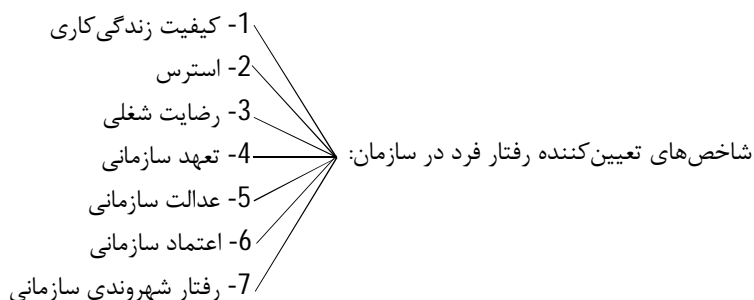 شاخص‌های تعیین‌کننده رفتار فرد در سازمان:
1- کیفیت زندگی‌کاری
2- استرس
3- رضایت شغلی
4- تعهد سازمانی
5- عدالت سازمانی
6- اعتماد سازمانی
7- رفتار شهروندی سازمانی